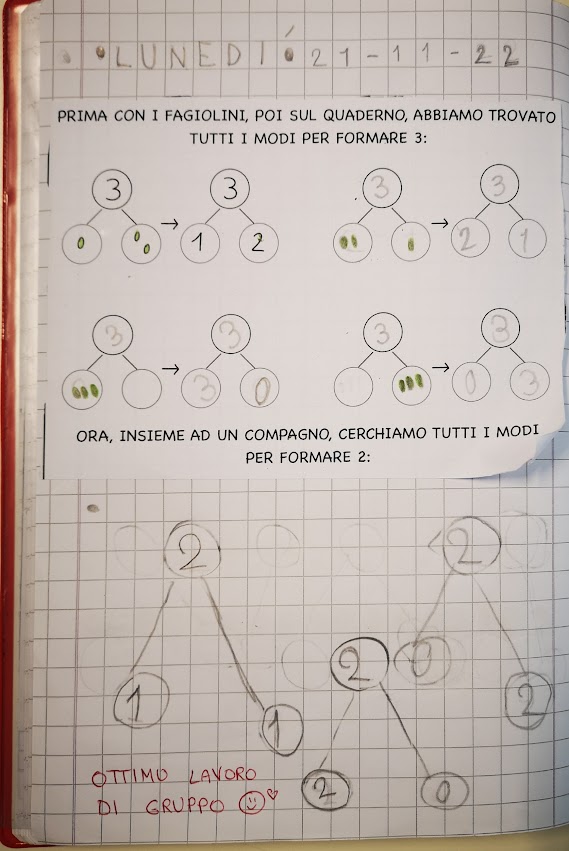 LUNEDÌ 21-11-22
PRIMA CON I FAGIOLINI, POI SUL QUADERNO, ABBIAMO TROVATO
TUTTI I MODI PER FORMARE 3:
3 3 3 3
→ 1 2 → 2 1
3 3 3 3
→ 3 0 → 0 3
ORA, INSIEME AD UN COMPAGNO, CERCHIAMO TUTTI I MODI
PER FORMARE 2:
2
1 1
2
0 2
2
2 0
OTTIMO LAVORO
DI GRUPPO